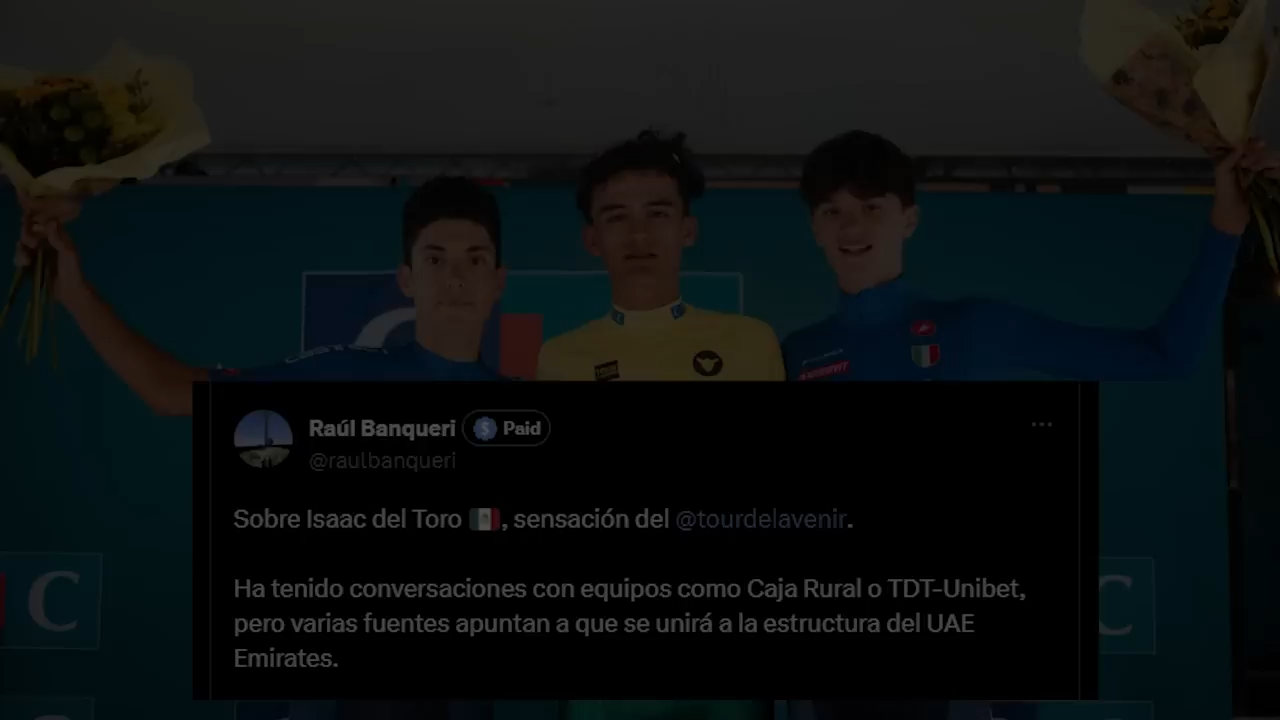 Raúl Banqueri Paid
@raulbanqueri
Sobre Isaac del Toro 🇲🇽, sensación del @tourdelavenir.
Ha tenido conversaciones con equipos como Caja Rural o TDT-Unibet,
pero varias fuentes apuntan a que se unirá a la estructura del UAE
Emirates.
C
C